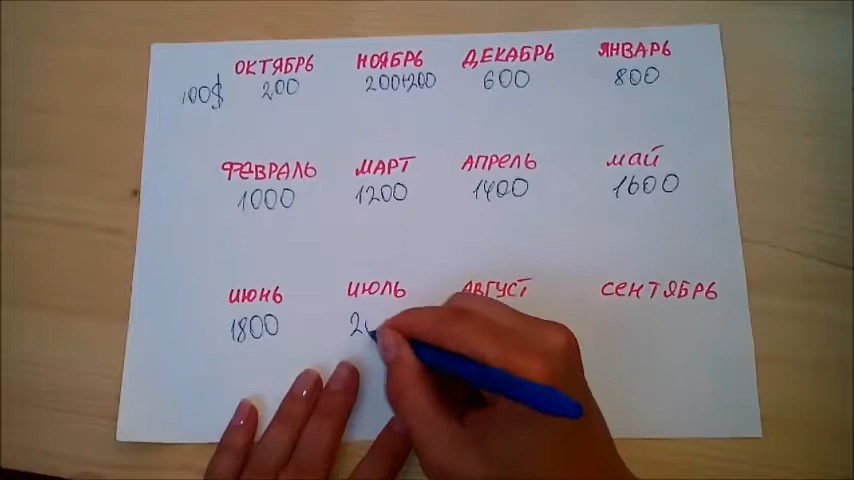 ОКТЯБРЬ НОЯБРЬ ДЕКАБРЬ ЯНВАРЬ
100$ 200 200+200 600 800
ФЕВРАЛЬ МАРТ АПРЕЛЬ МАЙ
1000 1200 1400 1600
ИЮНЬ ИЮЛЬ АВГУСТ СЕНТЯБРЬ
1800